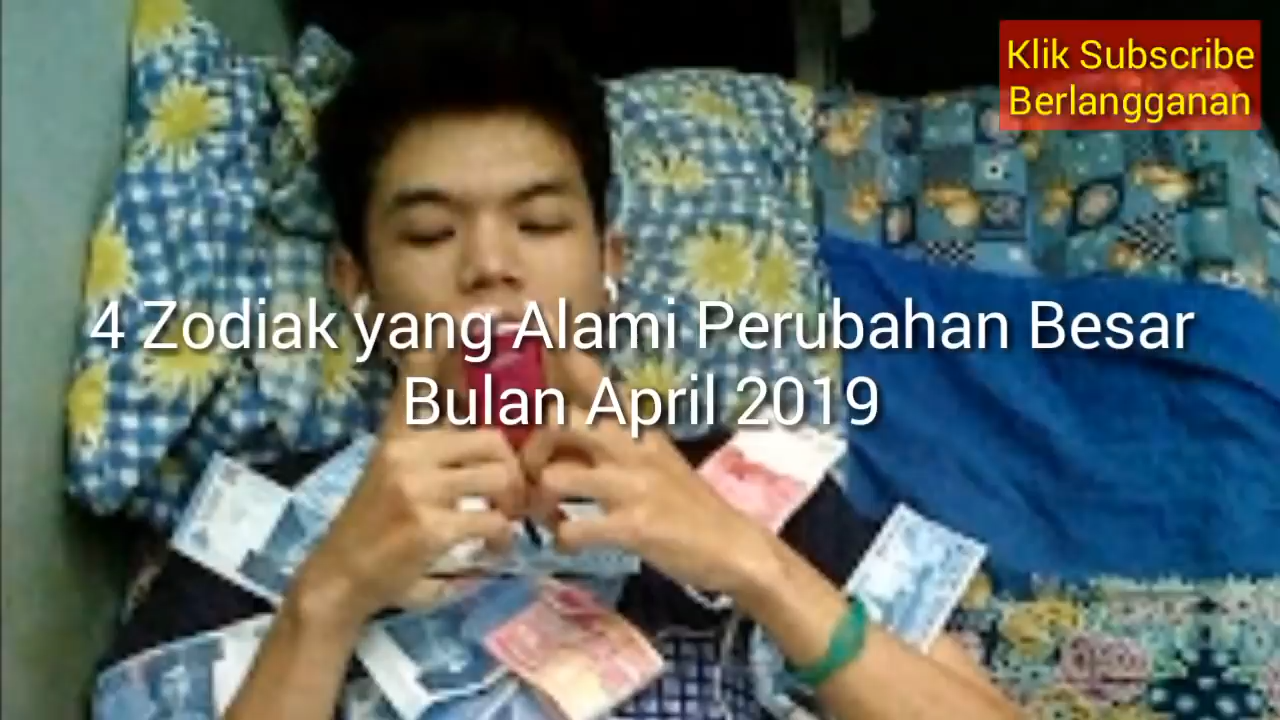 Klik Subscribe
Berlangganan
4 Zodiak yang Alami Perubahan Besar
Bulan April 2019